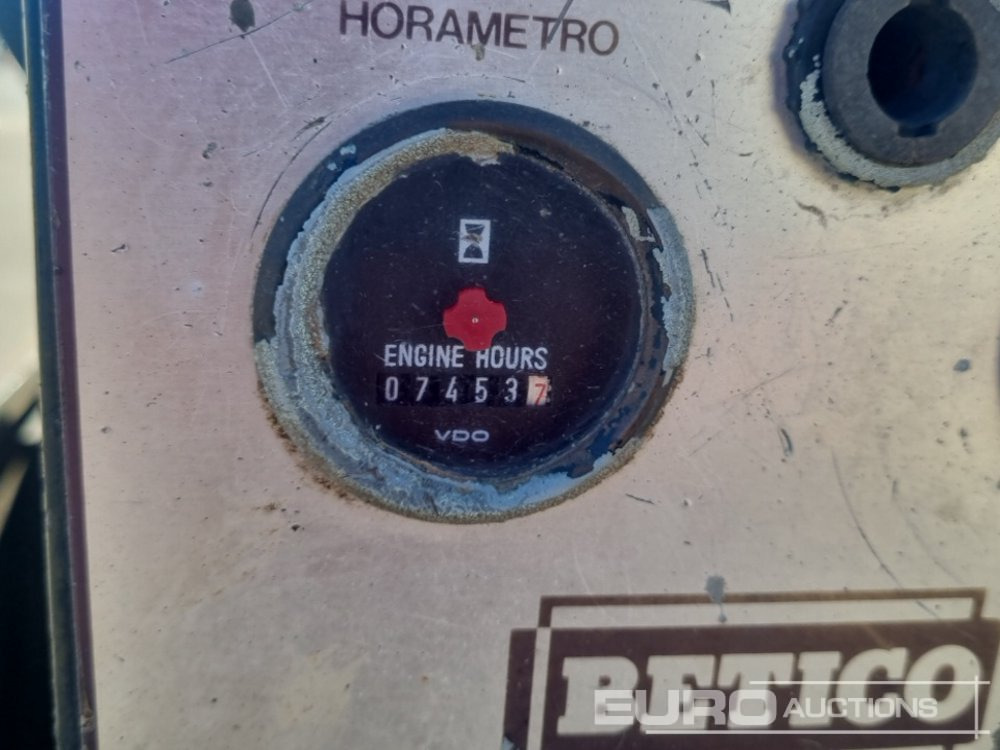 HORAMETRO
ENGINE HOURS
074537
VDO
BETICO
EURO AUCTIONS